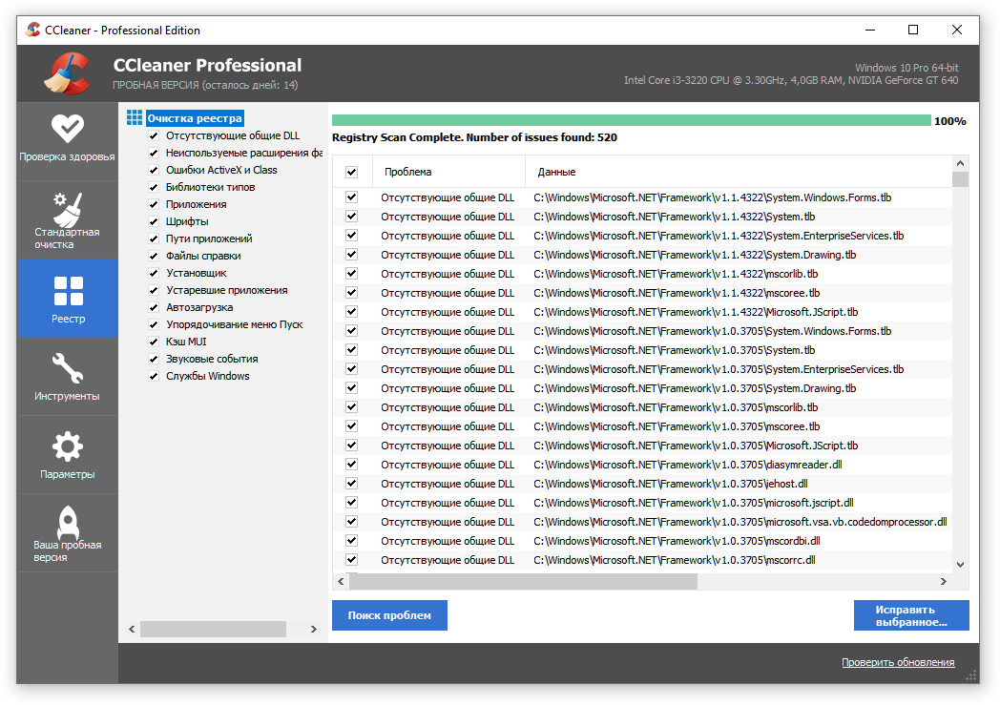 CCleaner - Professional Edition
CCleaner Professional
ПРОБНАЯ ВЕРСИЯ (осталось дней: 14)
Windows 10 Pro 64-bit
Intel Core i3-3220 CPU @ 3.30GHz, 4,0GB RAM, NVIDIA GeForce GT 640
Проверка здоровья
Стандартная
очистка
Реестр
Инструменты
Параметры
Ваша пробная
версия
Очистка реестра
Отсутствующие общие DLL
Неиспользуемые расширения фа
Ошибки ActiveX и Class
Библиотеки типов
Приложения
Шрифты
Пути приложений
Файлы справки
Установщик
Устаревшие приложения
Автозагрузка
Упорядочивание меню Пуск
Кэш MUI
Звуковые события
Службы Windows
100%
Registry Scan Complete. Number of issues found: 520
Проблема Данные
Отсутствующие общие DLL C:\Windows\Microsoft.NET\Framework\v1.1.4322\System.Windows.Forms.tlb
Отсутствующие общие DLL C:\Windows\Microsoft.NET\Framework\v1.1.4322\System.tlb
Отсутствующие общие DLL C:\Windows\Microsoft.NET\Framework\v1.1.4322\System.EnterpriseServices.tlb
Отсутствующие общие DLL C:\Windows\Microsoft.NET\Framework\v1.1.4322\System.Drawing.tlb
Отсутствующие общие DLL C:\Windows\Microsoft.NET\Framework\v1.1.4322\mscorlib.tlb
Отсутствующие общие DLL C:\Windows\Microsoft.NET\Framework\v1.1.4322\mscoree.tlb
Отсутствующие общие DLL C:\Windows\Microsoft.NET\Framework\v1.1.4322\Microsoft.JScript.tlb
Отсутствующие общие DLL C:\Windows\Microsoft.NET\Framework\v1.0.3705\System.Windows.Forms.tlb
Отсутствующие общие DLL C:\Windows\Microsoft.NET\Framework\v1.0.3705\System.tlb
Отсутствующие общие DLL C:\Windows\Microsoft.NET\Framework\v1.0.3705\System.EnterpriseServices.tlb
Отсутствующие общие DLL C:\Windows\Microsoft.NET\Framework\v1.0.3705\System.Drawing.tlb
Отсутствующие общие DLL C:\Windows\Microsoft.NET\Framework\v1.0.3705\mscorlib.tlb
Отсутствующие общие DLL C:\Windows\Microsoft.NET\Framework\v1.0.3705\mscoree.tlb
Отсутствующие общие DLL C:\Windows\Microsoft.NET\Framework\v1.0.3705\Microsoft.JScript.tlb
Отсутствующие общие DLL C:\Windows\Microsoft.NET\Framework\v1.0.3705\diasymreader.dll
Отсутствующие общие DLL C:\Windows\Microsoft.NET\Framework\v1.0.3705\iehost.dll
Отсутствующие общие DLL C:\Windows\Microsoft.NET\Framework\v1.0.3705\microsoft.jscript.dll
Отсутствующие общие DLL C:\Windows\Microsoft.NET\Framework\v1.0.3705\microsoft.vsa.vb.codedomprocessor.dll
Отсутствующие общие DLL C:\Windows\Microsoft.NET\Framework\v1.0.3705\mscordbi.dll
Отсутствующие общие DLL C:\Windows\Microsoft.NET\Framework\v1.0.3705\mscorrc.dll
Поиск проблем
Исправить
выбранное...
Проверить обновления